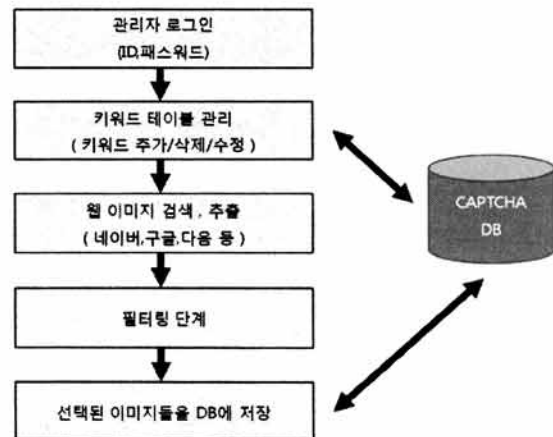 관리자 로그인
(ID,패스워드)
키워드 테이블 관리
( 키워드 추가/삭제/수정 )
웹 이미지 검색 , 추출
( 네이버,구글,다음 등 )
필터링 단계
선택된 이미지들을 DB에 저장
CAPTCHA
DB